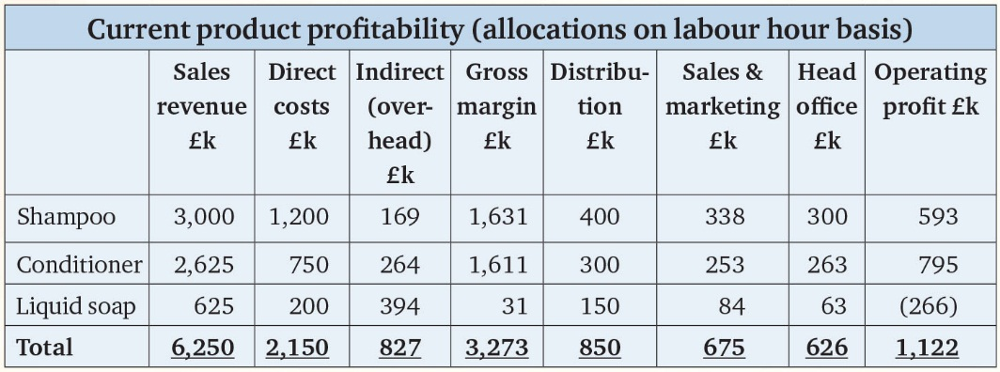 Current product profitability (allocations on labour hour basis)
Sales revenue £k Direct costs £k Indirect (over-head) £k Gross margin £k Distribu-tion £k Sales & marketing £k Head office £k Operating profit £k
Shampoo 3,000 1,200 169 1,631 400 338 300 593
Conditioner 2,625 750 264 1,611 300 253 263 795
Liquid soap 625 200 394 31 150 84 63 (266)
Total 6,250 2,150 827 3,273 850 675 626 1,122